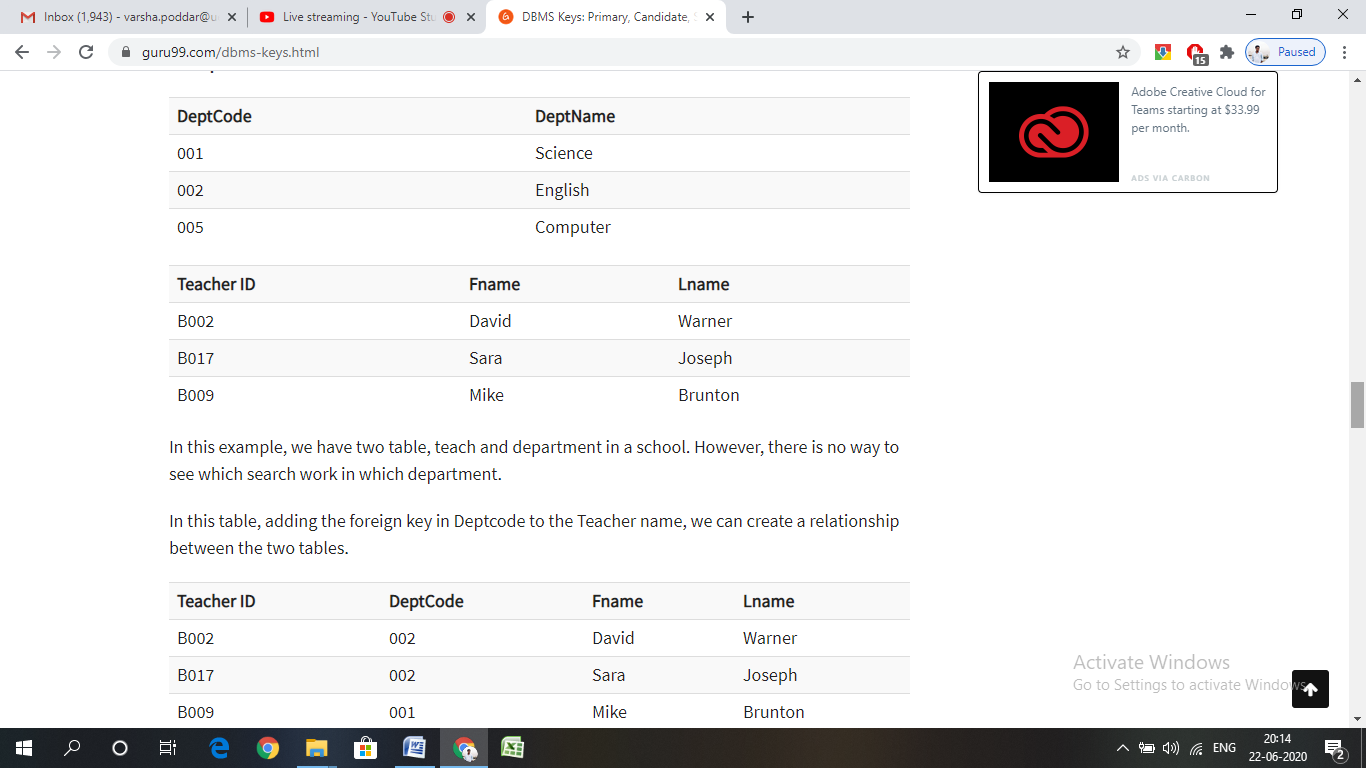 Inbox (1,943) - varsha.poddar@u
Live streaming - YouTube Stu
DBMS Keys: Primary, Candidate,
guru99.com/dbms-keys.html
15
Paused
DeptCode DeptName
001 Science
002 English
005 Computer
Adobe Creative Cloud for
Teams starting at $33.99
per month.
ADS VIA CARBON
Teacher ID Fname Lname
B002 David Warner
B017 Sara Joseph
B009 Mike Brunton
In this example, we have two table, teach and department in a school. However, there is no way to
see which search work in which department.
In this table, adding the foreign key in Deptcode to the Teacher name, we can create a relationship
between the two tables.
Teacher ID DeptCode Fname Lname
B002 002 David Warner
B017 002 Sara Joseph
B009 001 Mike Brunton
Activate Windows
Go to Settings to activate Windows.
ENG
20:14
22-06-2020
2